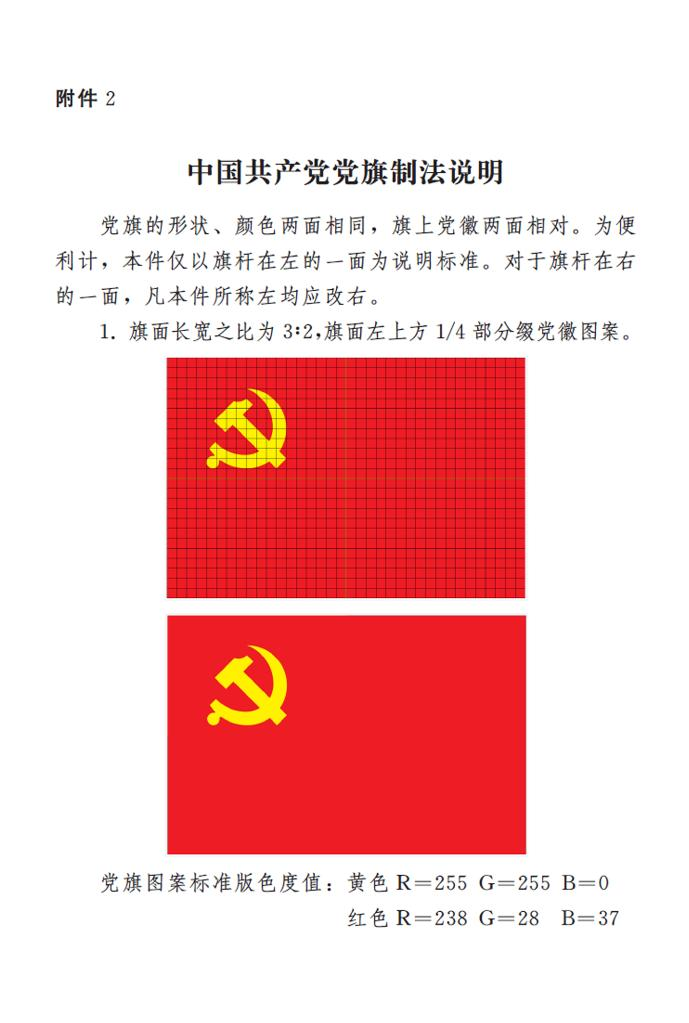 附件 2
中国共产党党旗制法说明
党旗的形状、颜色两面相同，旗上党徽两面相对。为便
利计，本件仅以旗杆在左的一面为说明标准。对于旗杆在右
的一面，凡本件所称左均应改右。
1. 旗面长宽之比为 3∶2，旗面左上方 1/4 部分缀党徽图案。
党旗图案标准版色度值：黄色 R＝255 G＝255 B＝0
红色 R＝238 G＝28 B＝37